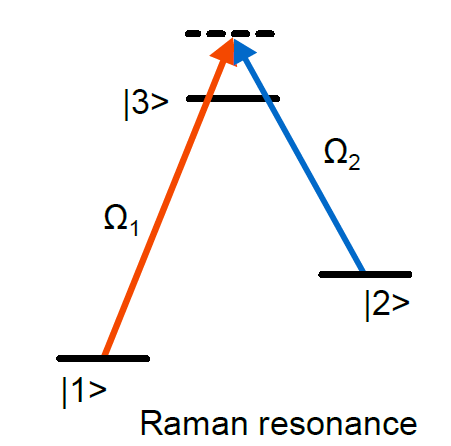 |3>
Ω₂
Ω₁
|2>
|1>
Raman resonance